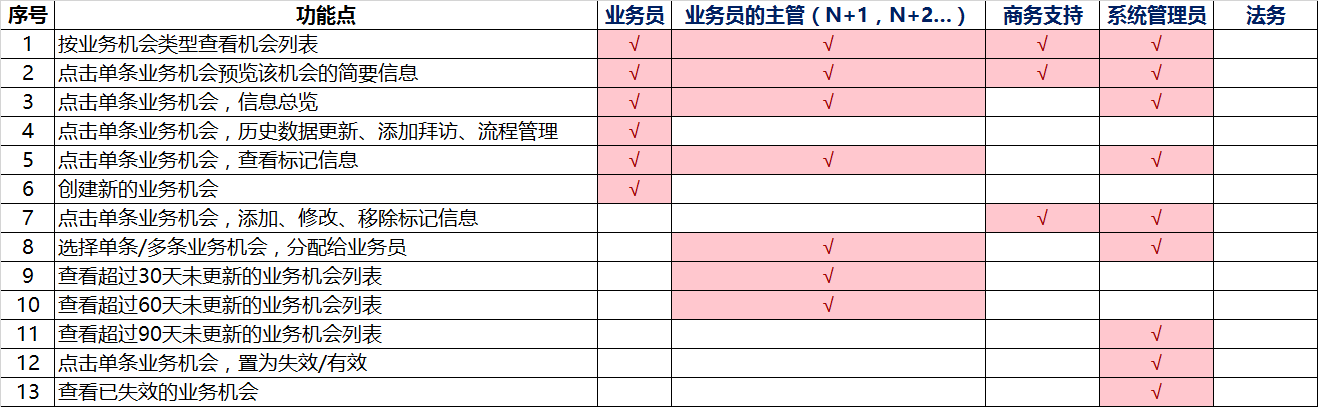 序号 功能点 业务员 业务员的主管（N+1，N+2…） 商务支持 系统管理员 法务
1 按业务机会类型查看机会列表 √ √ √ √
2 点击单条业务机会预览该机会的简要信息 √ √ √ √
3 点击单条业务机会，信息总览 √ √ √
4 点击单条业务机会，历史数据更新、添加拜访、流程管理 √
5 点击单条业务机会，查看标记信息 √ √ √
6 创建新的业务机会 √
7 点击单条业务机会，添加、修改、移除标记信息 √ √
8 选择单条/多条业务机会，分配给业务员 √ √
9 查看超过30天未更新的业务机会列表 √
10 查看超过60天未更新的业务机会列表 √
11 查看超过90天未更新的业务机会列表 √
12 点击单条业务机会，置为失效/有效 √
13 查看已失效的业务机会 √